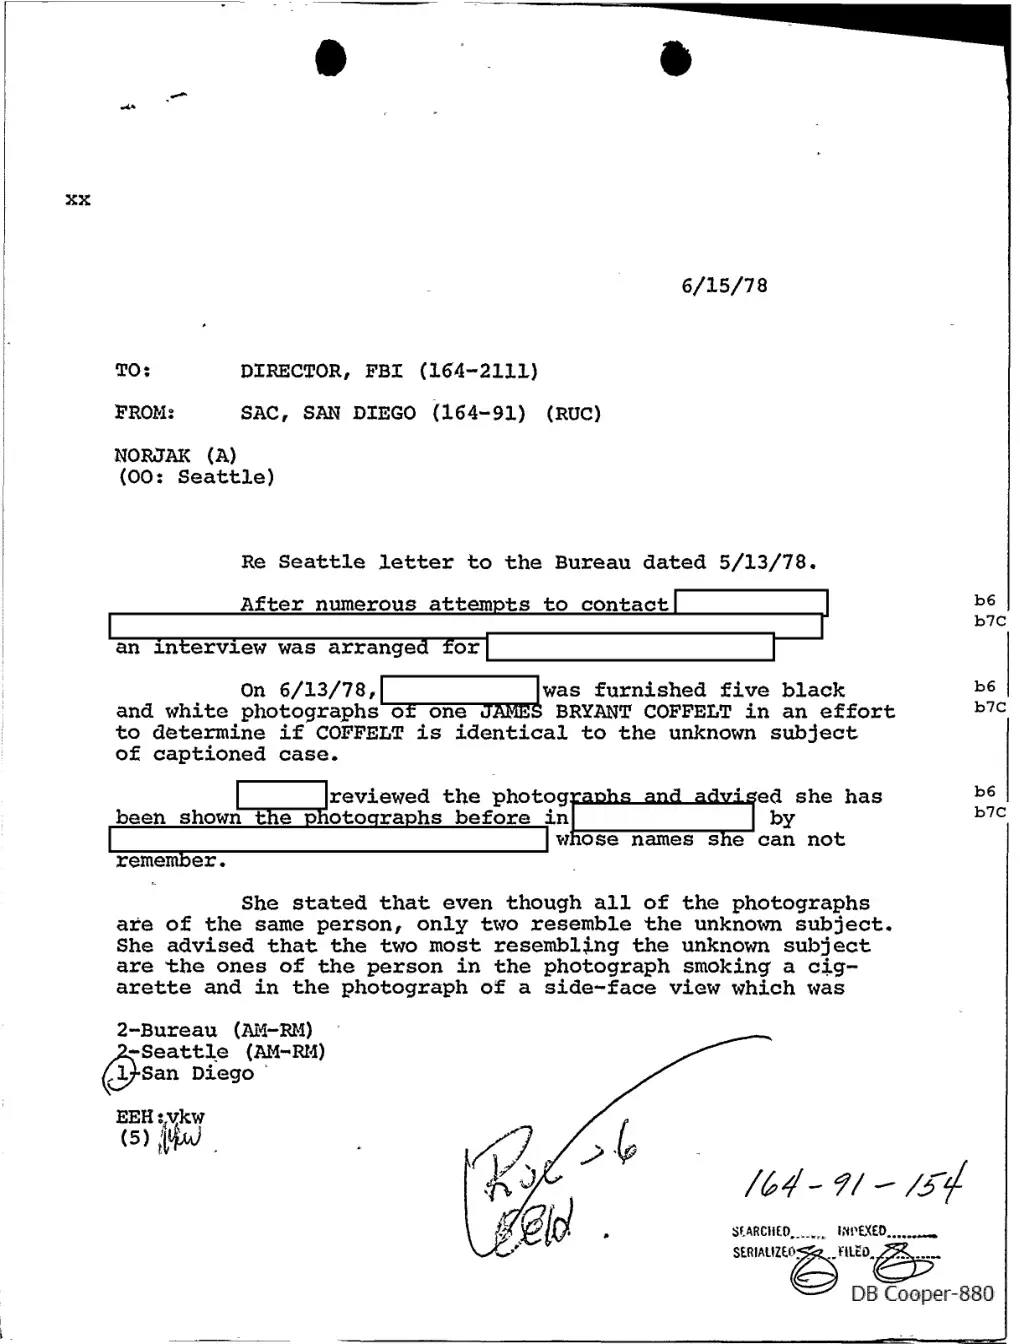 xx
6/15/78
TO: DIRECTOR, FBI (164-2111)
FROM: SAC, SAN DIEGO (164-91) (RUC)
NORJAK (A)
(OO: Seattle)
Re Seattle letter to the Bureau dated 5/13/78.
After numerous attempts to contact b6
b7C
an interview was arranged for
On 6/13/78, was furnished five black b6
and white photographs of one JAMES BRYANT COFFELT in an effort b7C
to determine if COFFELT is identical to the unknown subject
of captioned case.
reviewed the photographs and advised she has b6
been shown the photographs before in by b7C
whose names she can not
remember.
She stated that even though all of the photographs
are of the same person, only two resemble the unknown subject.
She advised that the two most resembling the unknown subject
are the ones of the person in the photograph smoking a cig-
arette and in the photograph of a side-face view which was
2-Bureau (AM-RM)
2-Seattle (AM-RM)
1-San Diego
EEH:vkw
(5)
164-91-154
SEARCHED INDEXED
SERIALIZED FILED
DB Cooper-880